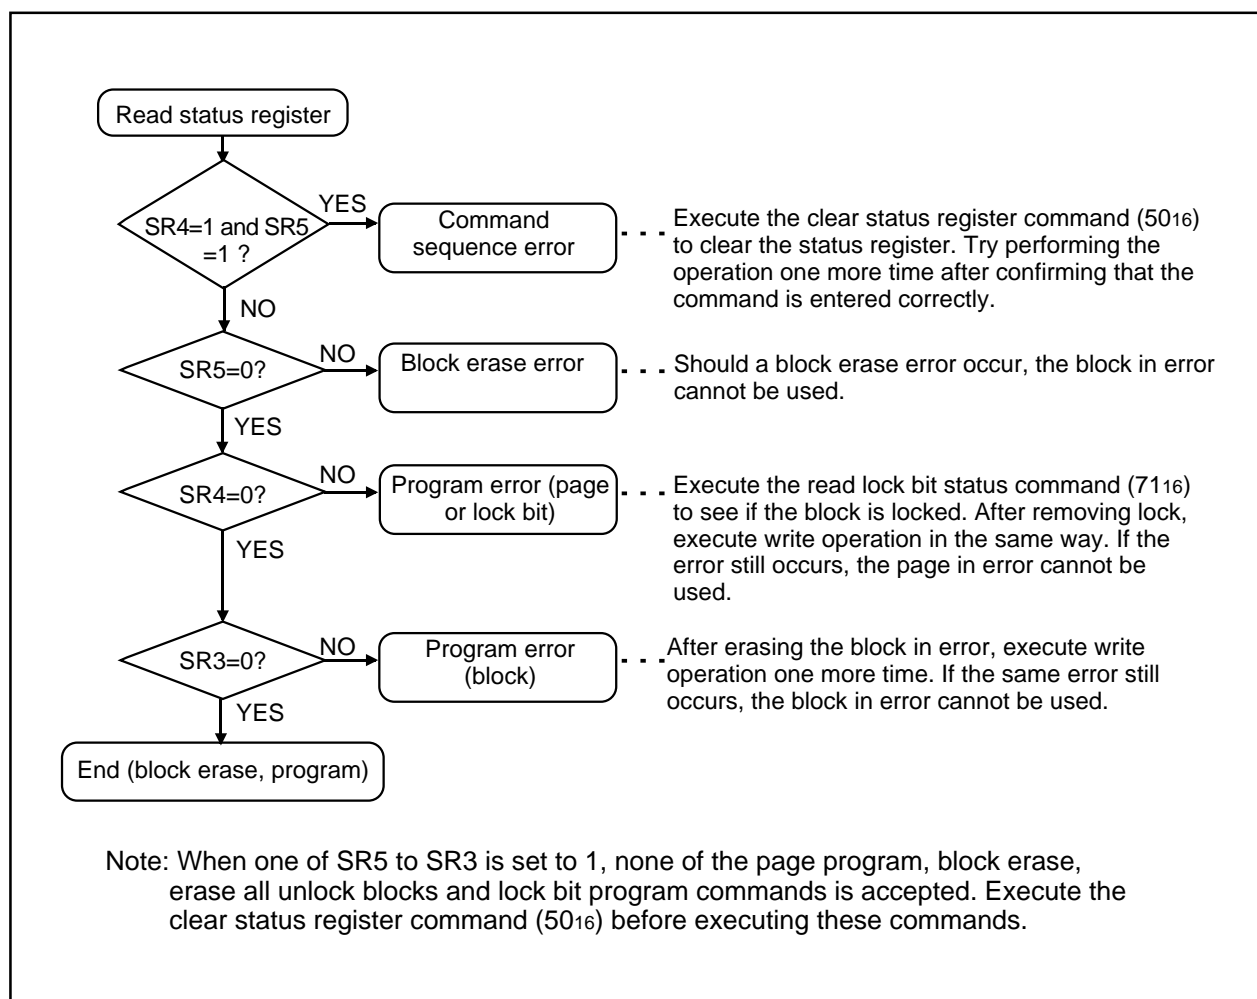 Read status register
SR4=1 and SR5
=1 ?
YES
Command
sequence error
Execute the clear status register command (5016)
to clear the status register. Try performing the
operation one more time after confirming that the
command is entered correctly.
NO
SR5=0?
NO
Block erase error
Should a block erase error occur, the block in error
cannot be used.
YES
SR4=0?
NO
Program error (page
or lock bit)
Execute the read lock bit status command (7116)
to see if the block is locked. After removing lock,
execute write operation in the same way. If the
error still occurs, the page in error cannot be
used.
YES
SR3=0?
NO
Program error
(block)
After erasing the block in error, execute write
operation one more time. If the same error still
occurs, the block in error cannot be used.
YES
End (block erase, program)
Note: When one of SR5 to SR3 is set to 1, none of the page program, block erase,
erase all unlock blocks and lock bit program commands is accepted. Execute the
clear status register command (5016) before executing these commands.